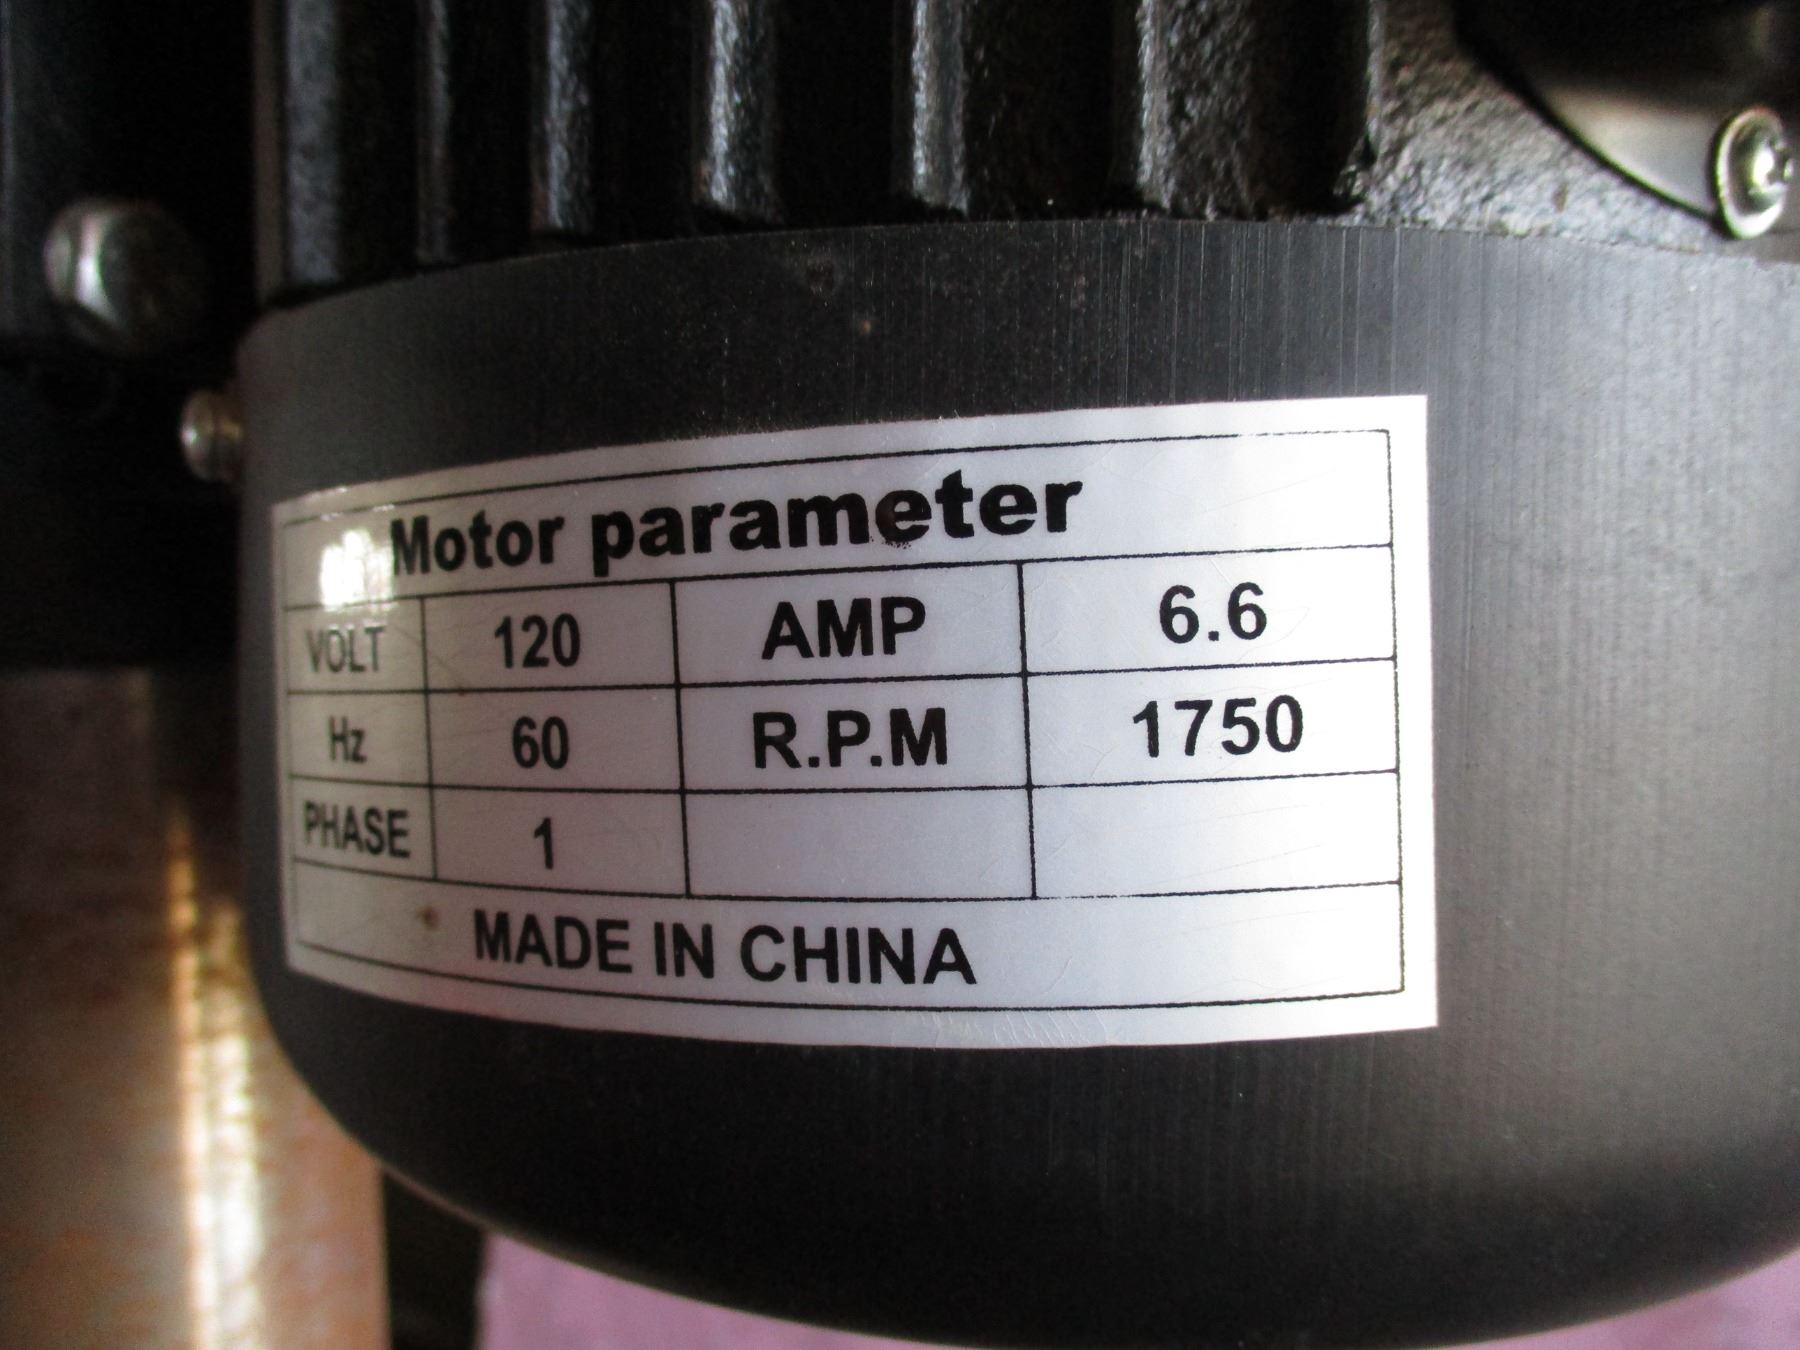 Motor parameter
VOLT 120 AMP 6.6
Hz 60 R.P.M 1750
PHASE 1
MADE IN CHINA